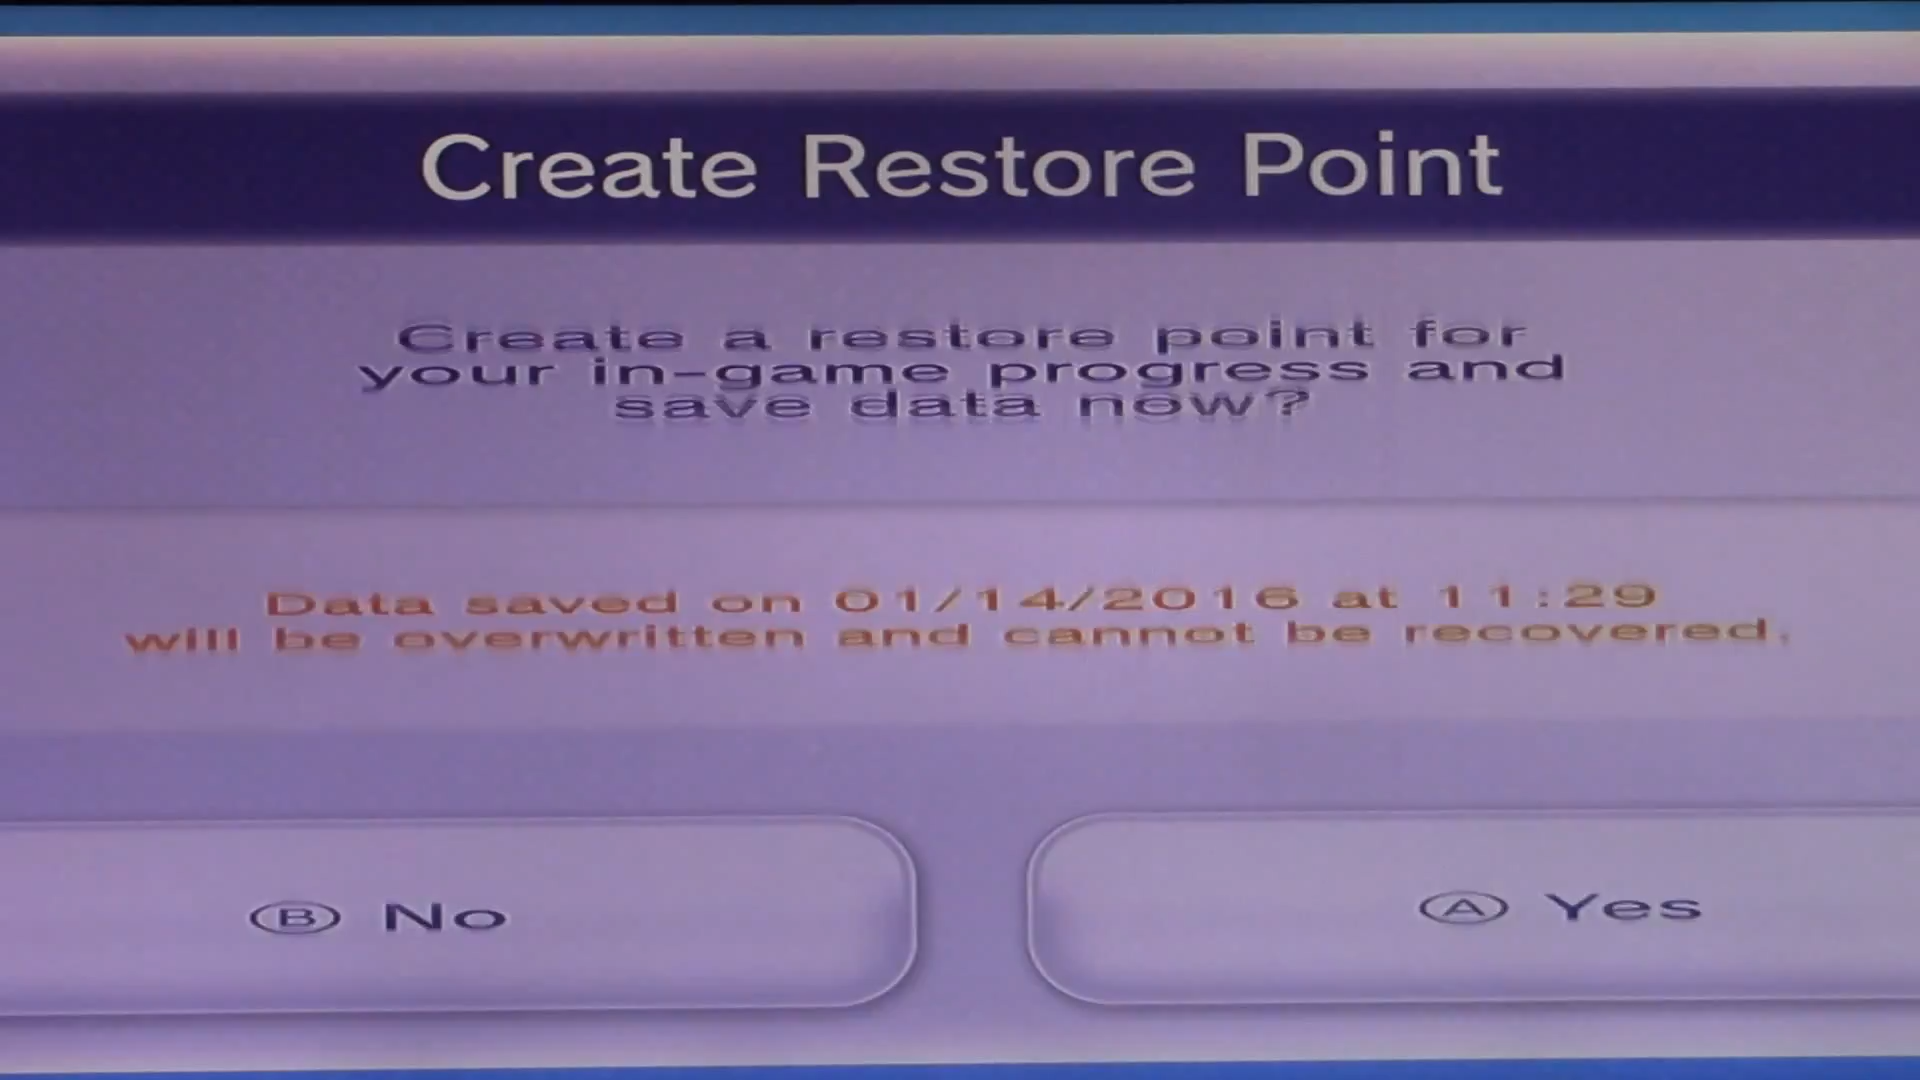 Create Restore Point
Create a restore point for
your in-game progress and
save data now?
Data saved on 01/14/2016 at 11:29
will be overwritten and cannot be recovered.
Ⓑ No
Ⓐ Yes